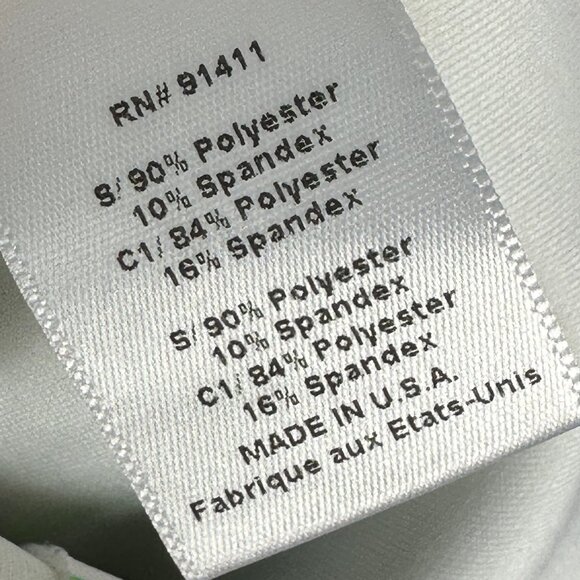 RN# 91411
S/ 90% Polyester
10% Spandex
C1/ 84% Polyester
16% Spandex
S/ 90% Polyester
10% Spandex
C1/ 84% Polyester
16% Spandex
MADE IN U.S.A.
Fabrique aux Etats-Unis